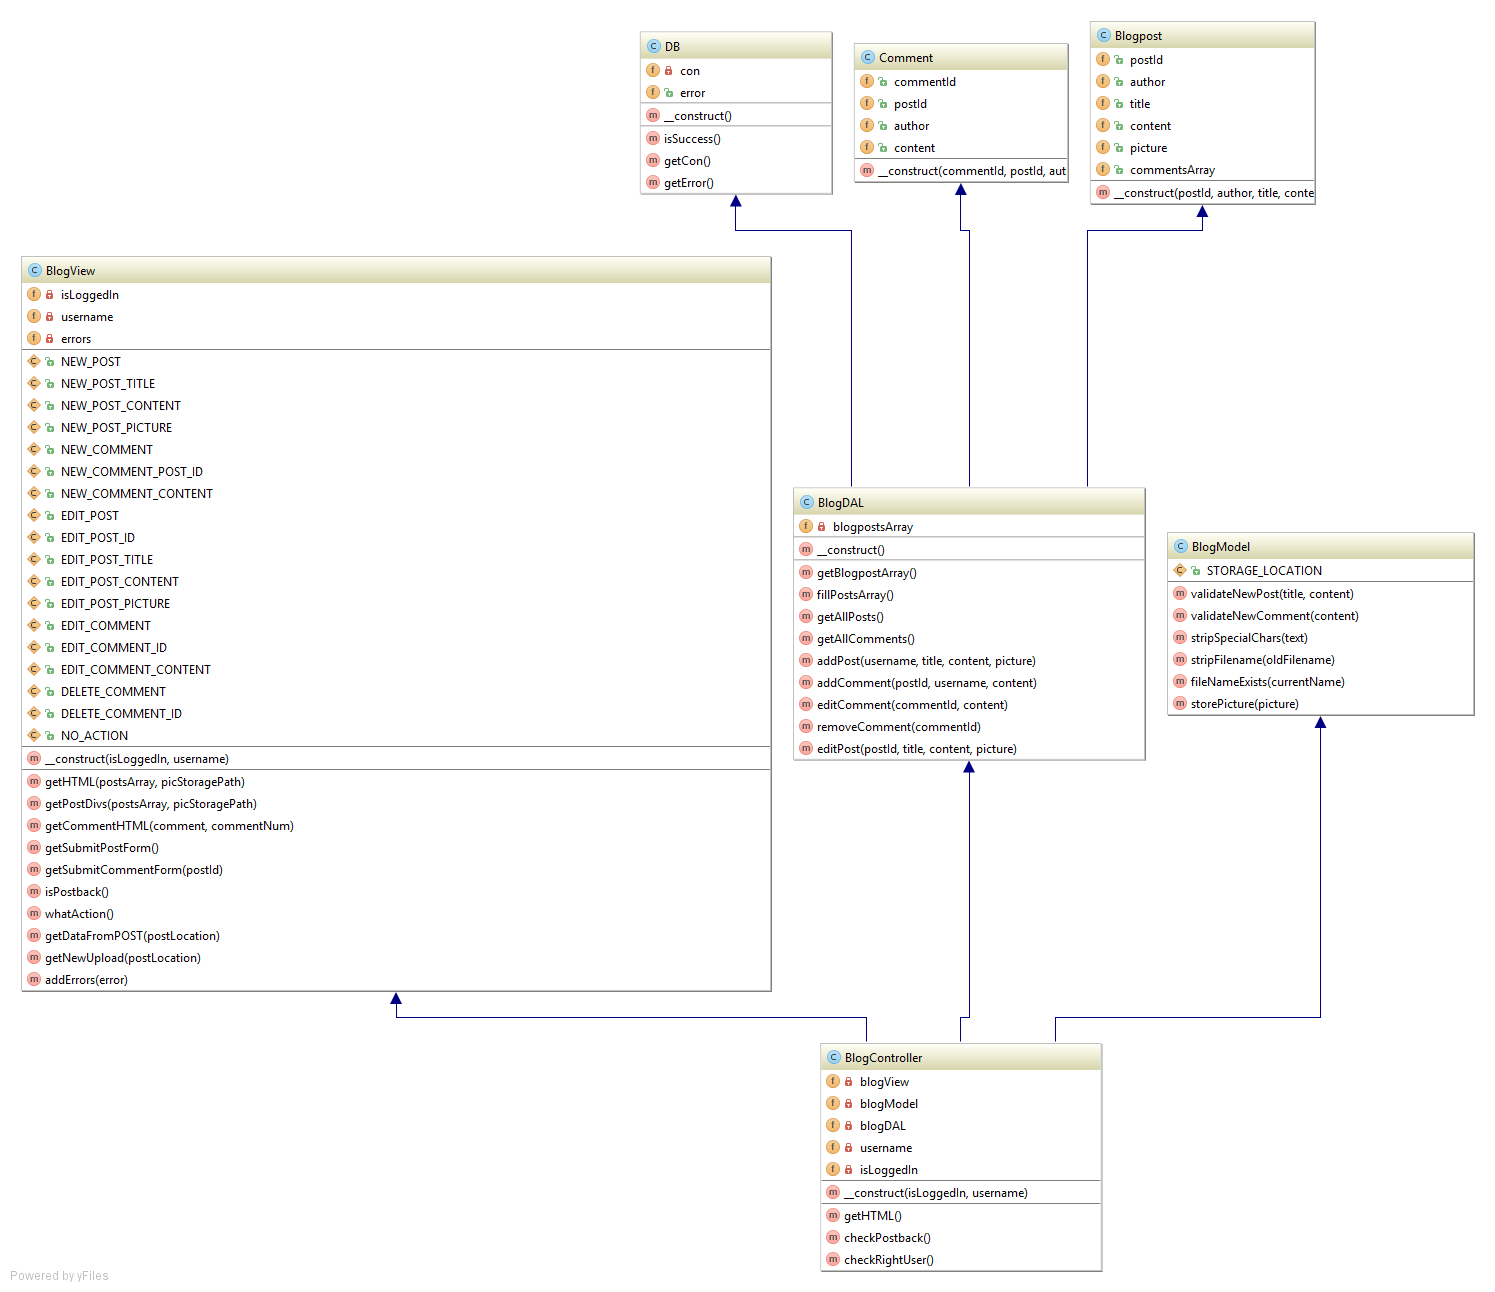 DB
con
error
__construct()
isSuccess()
getCon()
getError()
Comment
commentId
postId
author
content
__construct(commentId, postId, aut
Blogpost
postId
author
title
content
picture
commentsArray
__construct(postId, author, title, conte
BlogView
isLoggedIn
username
errors
NEW_POST
NEW_POST_TITLE
NEW_POST_CONTENT
NEW_POST_PICTURE
NEW_COMMENT
NEW_COMMENT_POST_ID
NEW_COMMENT_CONTENT
EDIT_POST
EDIT_POST_ID
EDIT_POST_TITLE
EDIT_POST_CONTENT
EDIT_POST_PICTURE
EDIT_COMMENT
EDIT_COMMENT_ID
EDIT_COMMENT_CONTENT
DELETE_COMMENT
DELETE_COMMENT_ID
NO_ACTION
__construct(isLoggedIn, username)
getHTML(postsArray, picStoragePath)
getPostDivs(postsArray, picStoragePath)
getCommentHTML(comment, commentNum)
getSubmitPostForm()
getSubmitCommentForm(postId)
isPostback()
whatAction()
getDataFromPOST(postLocation)
getNewUpload(postLocation)
addErrors(error)
BlogDAL
blogpostsArray
__construct()
getBlogpostArray()
fillPostsArray()
getAllPosts()
getAllComments()
addPost(username, title, content, picture)
addComment(postId, username, content)
editComment(commentId, content)
removeComment(commentId)
editPost(postId, title, content, picture)
BlogModel
STORAGE_LOCATION
validateNewPost(title, content)
validateNewComment(content)
stripSpecialChars(text)
stripFilename(oldFilename)
fileNameExists(currentName)
storePicture(picture)
BlogController
blogView
blogModel
blogDAL
username
isLoggedIn
__construct(isLoggedIn, username)
getHTML()
checkPostback()
checkRightUser()
Powered by yFiles